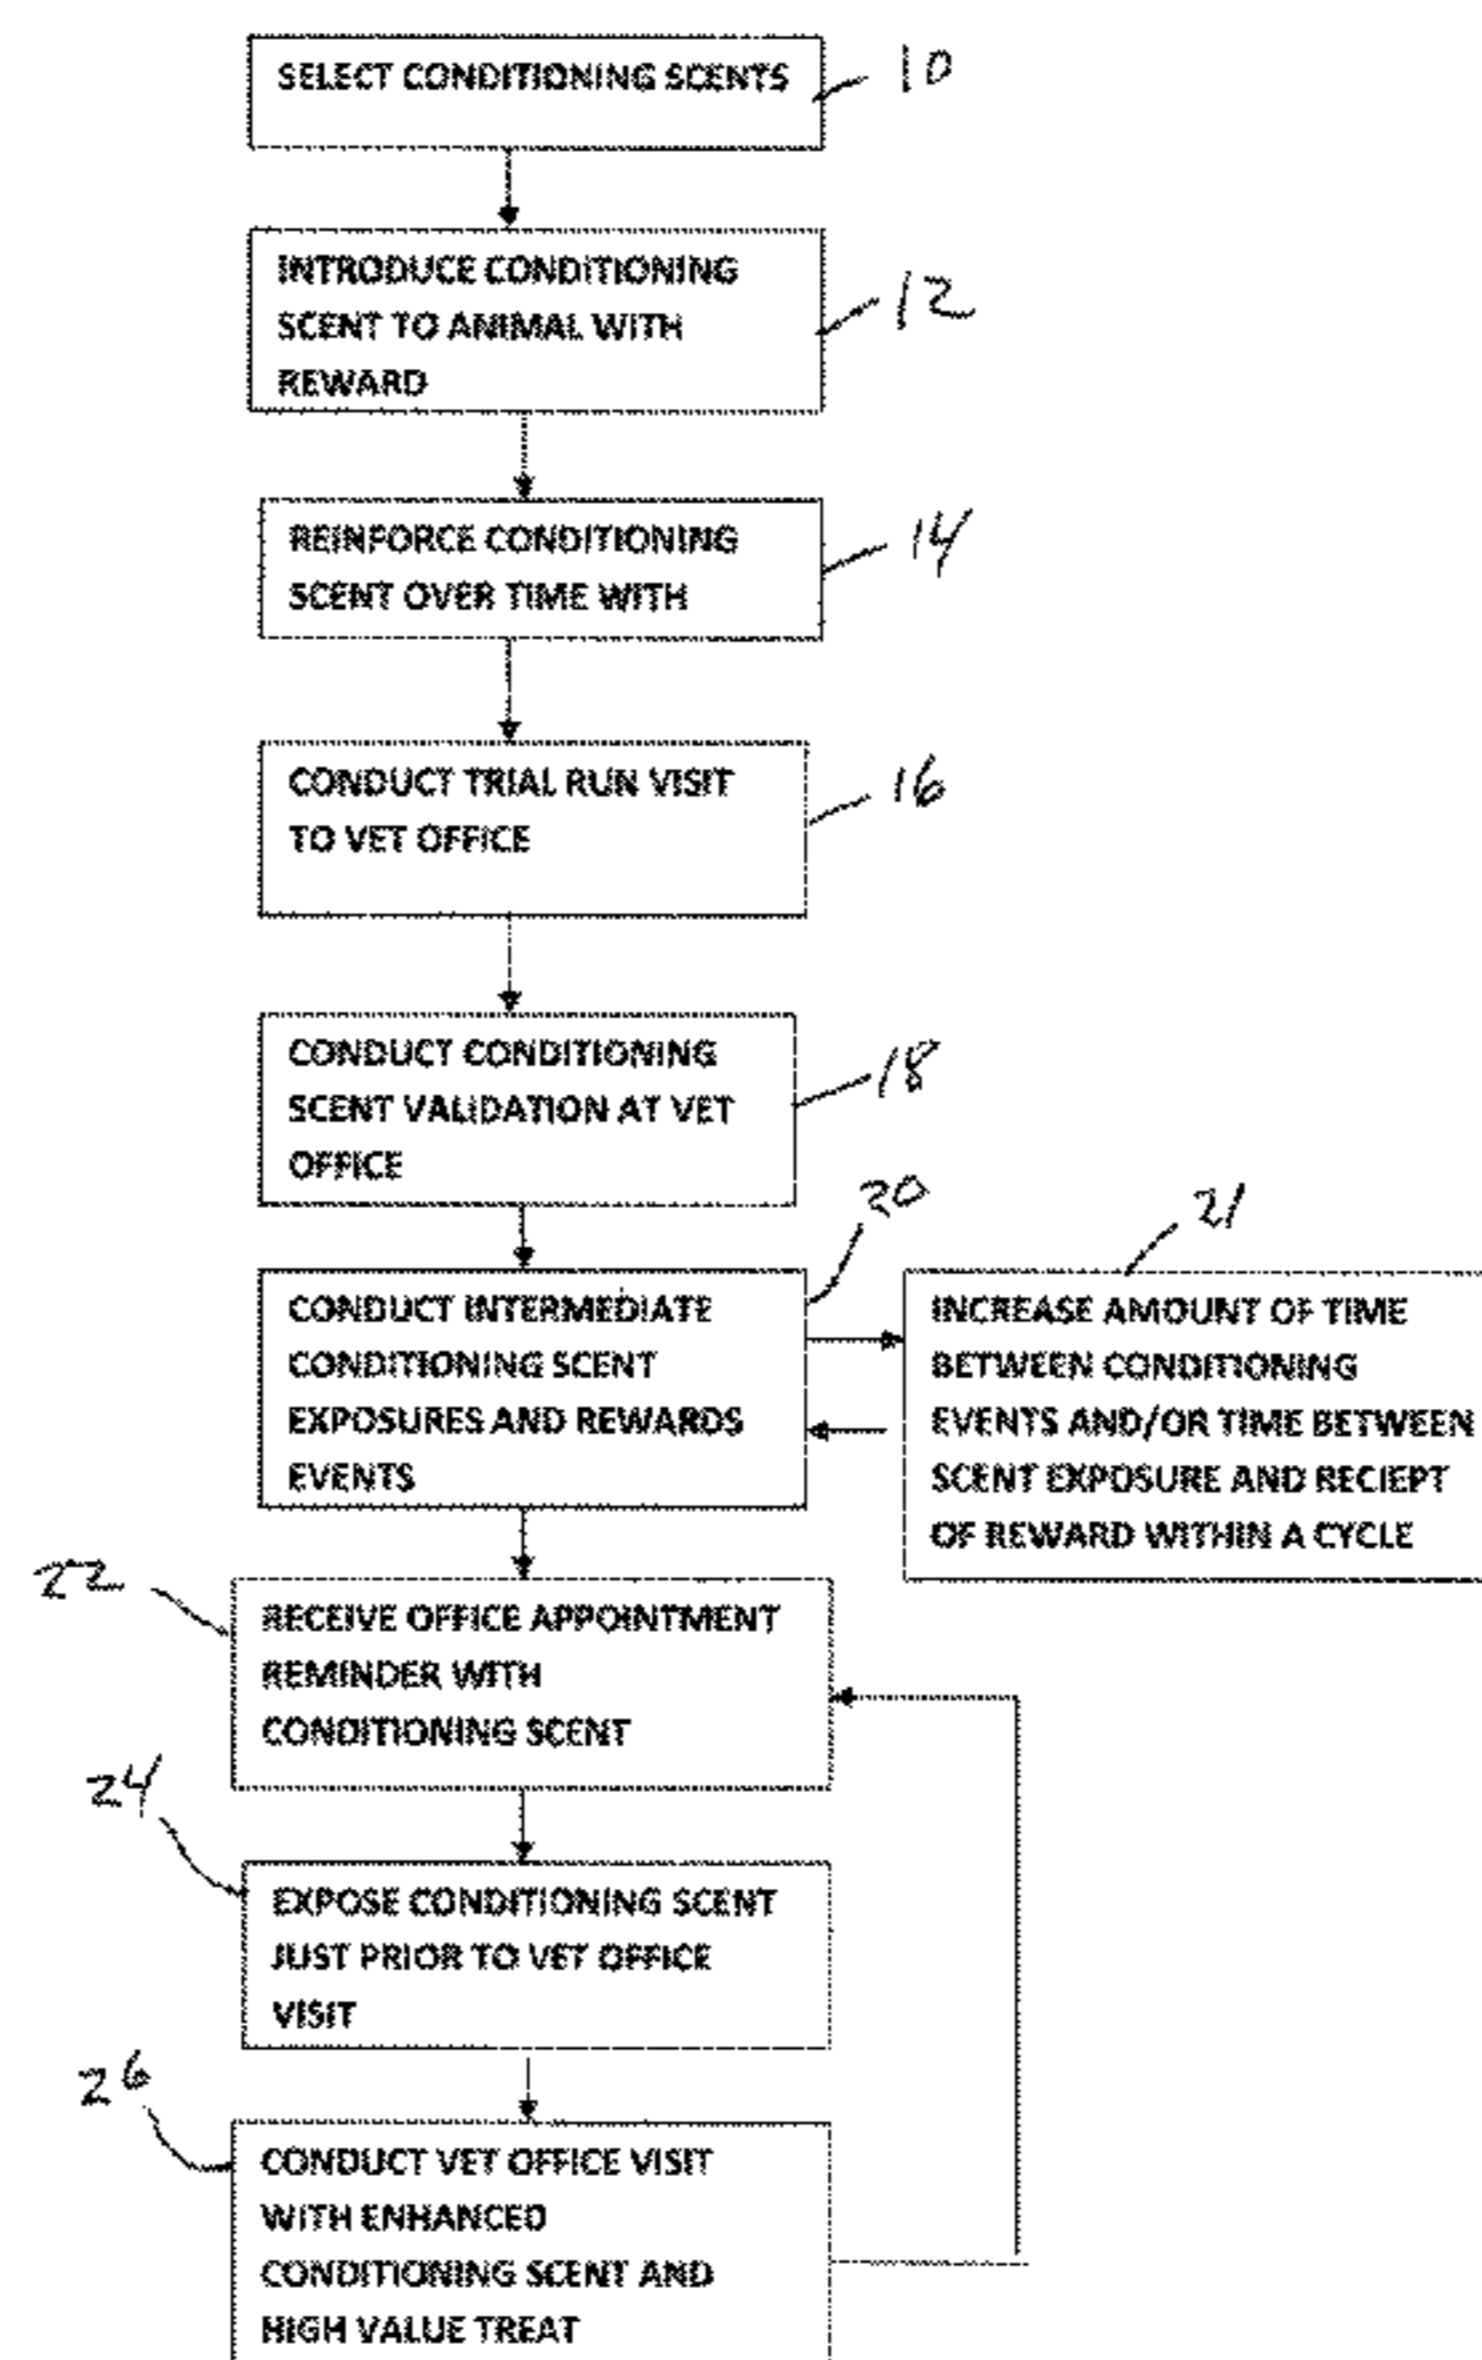 SELECT CONDITIONING SCENTS
10
INTRODUCE CONDITIONING
SCENT TO ANIMAL WITH
REWARD
12
REINFORCE CONDITIONING
SCENT OVER TIME WITH
14
CONDUCT TRIAL RUN VISIT
TO VET OFFICE
16
CONDUCT CONDITIONING
SCENT VALIDATION AT VET
OFFICE
18
CONDUCT INTERMEDIATE
CONDITIONING SCENT
EXPOSURES AND REWARDS
EVENTS
20
21
INCREASE AMOUNT OF TIME
BETWEEN CONDITIONING
EVENTS AND/OR TIME BETWEEN
SCENT EXPOSURE AND RECIEPT
OF REWARD WITHIN A CYCLE
22
RECEIVE OFFICE APPOINTMENT
REMINDER WITH
CONDITIONING SCENT
24
EXPOSE CONDITIONING SCENT
JUST PRIOR TO VET OFFICE
VISIT
26
CONDUCT VET OFFICE VISIT
WITH ENHANCED
CONDITIONING SCENT AND
HIGH VALUE TREAT